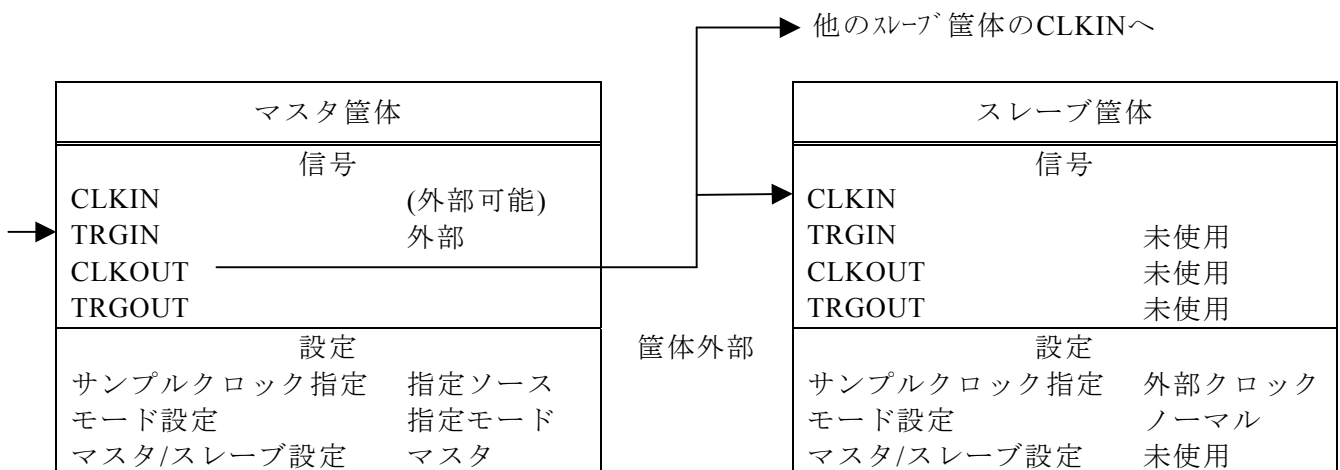 他のスレーブ筐体のCLKINへ
マスタ筐体
信号
CLKIN (外部可能)
TRGIN 外部
CLKOUT
TRGOUT
設定
サンプルクロック指定 指定ソース
モード設定 指定モード
マスタ/スレーブ設定 マスタ
筐体外部
スレーブ筐体
信号
CLKIN
TRGIN 未使用
CLKOUT 未使用
TRGOUT 未使用
設定
サンプルクロック指定 外部クロック
モード設定 ノーマル
マスタ/スレーブ設定 未使用